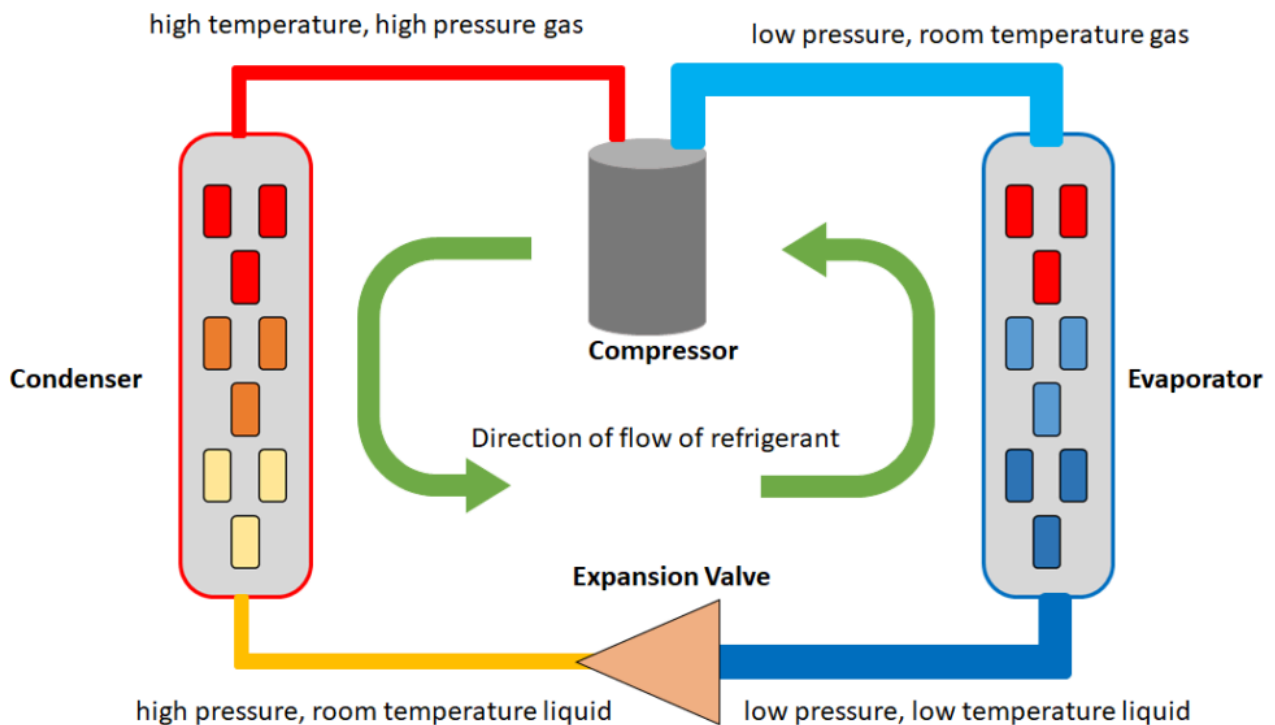 high temperature, high pressure gas
low pressure, room temperature gas
Compressor
Condenser
Evaporator
Direction of flow of refrigerant
Expansion Valve
high pressure, room temperature liquid
low pressure, low temperature liquid